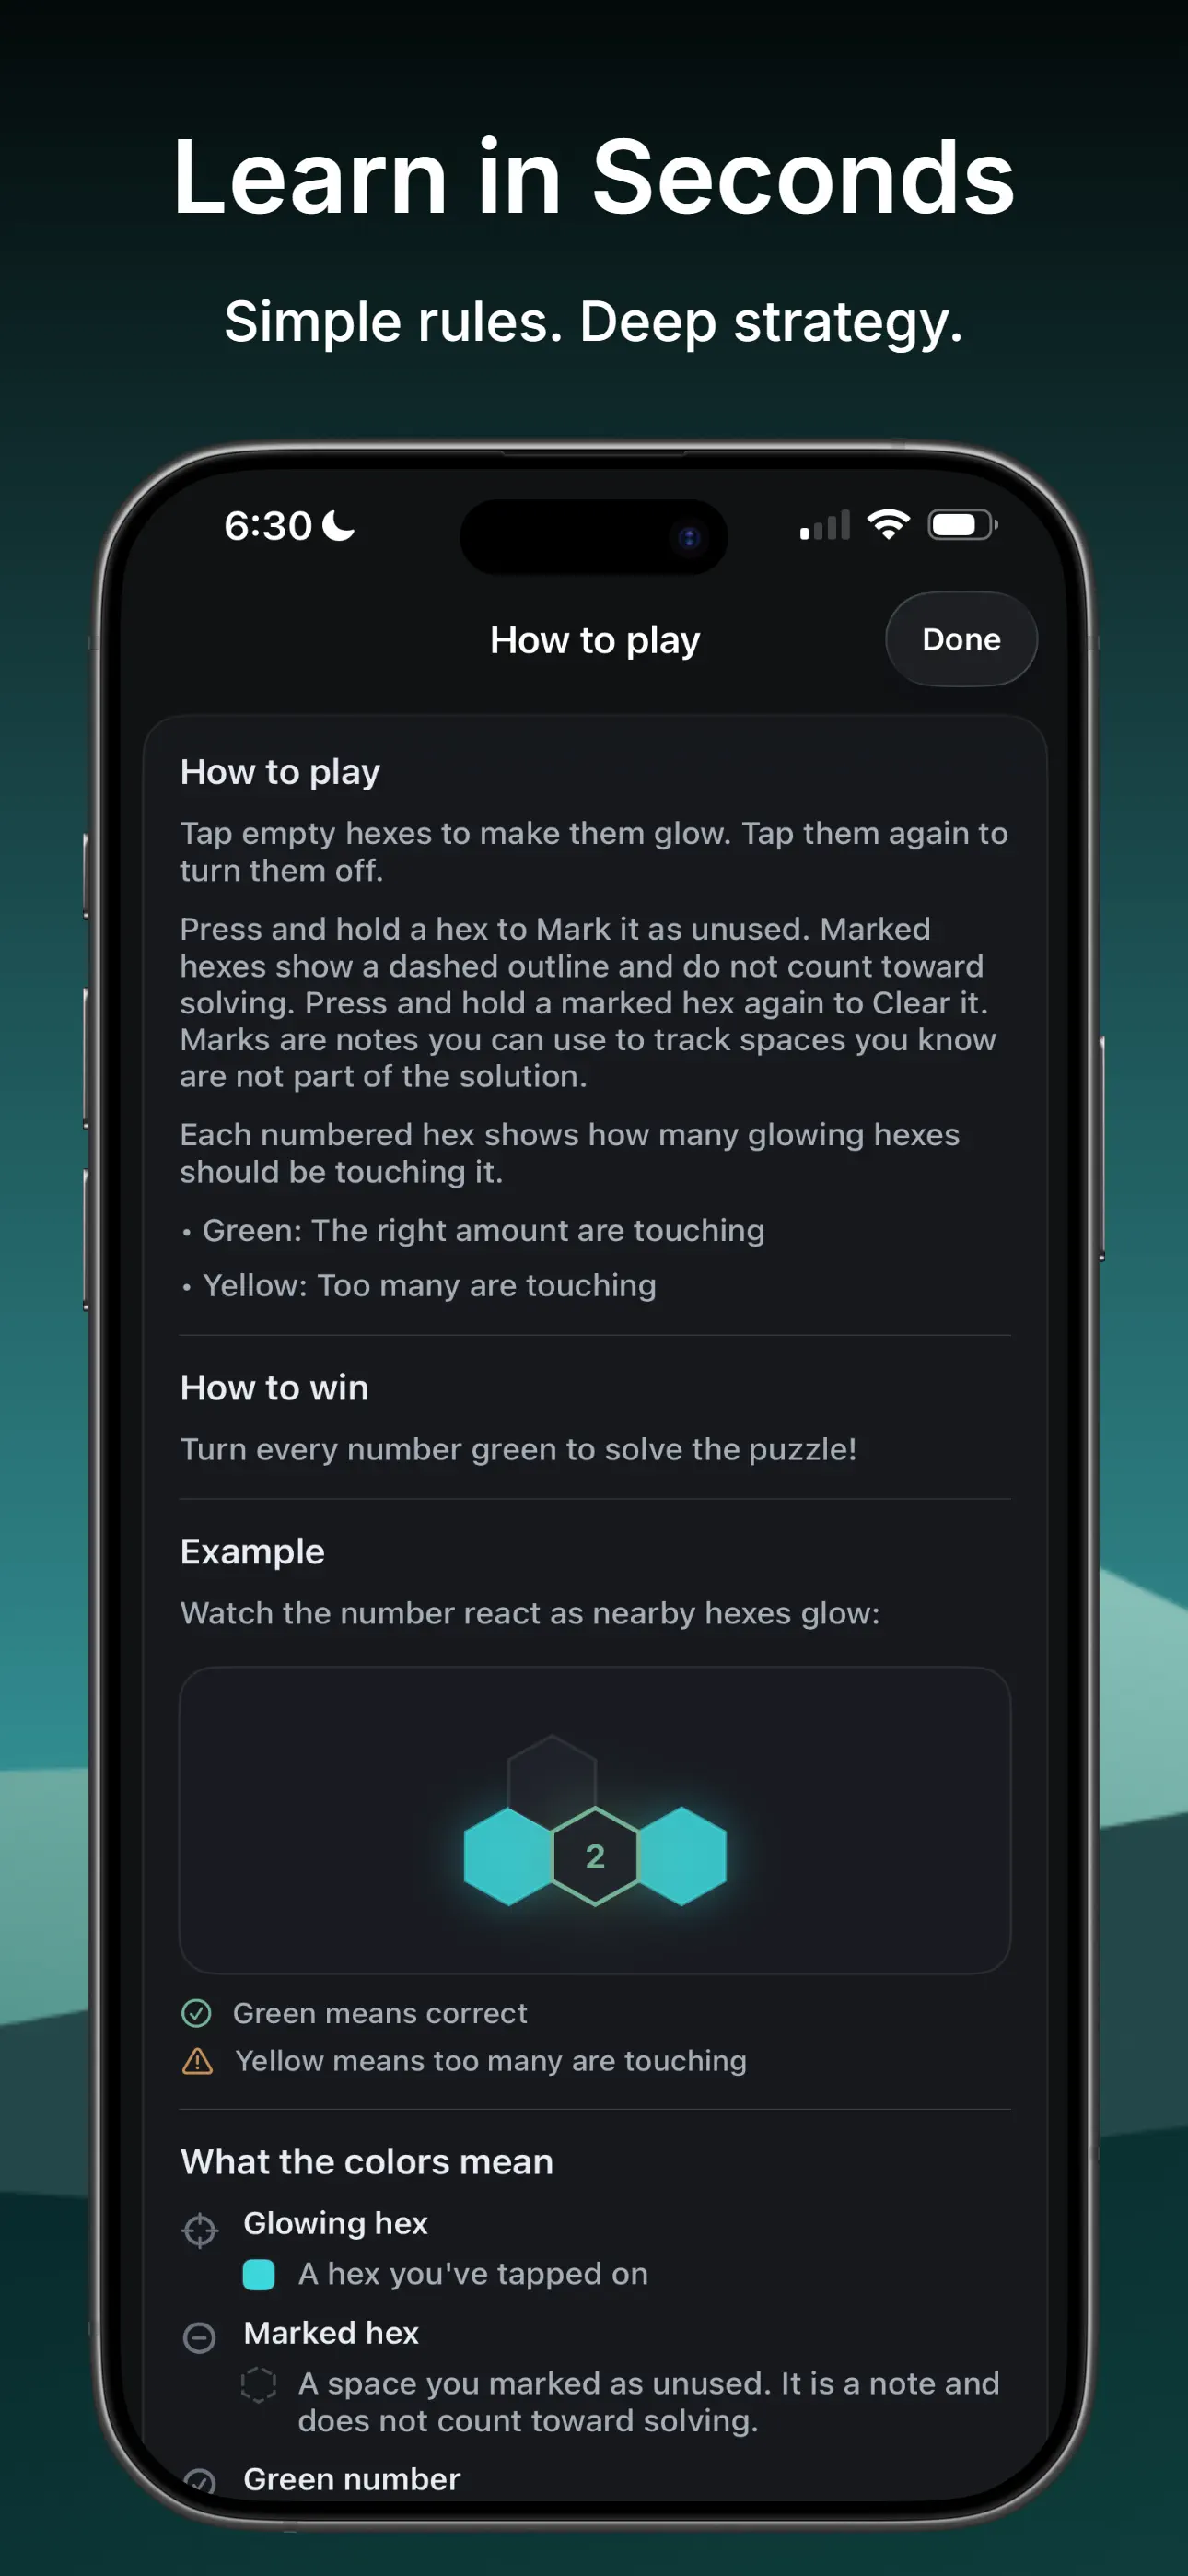 Learn in Seconds
Simple rules. Deep strategy.
6:30
How to play
Done
How to play
Tap empty hexes to make them glow. Tap them again to
turn them off.
Press and hold a hex to Mark it as unused. Marked
hexes show a dashed outline and do not count toward
solving. Press and hold a marked hex again to Clear it.
Marks are notes you can use to track spaces you know
are not part of the solution.
Each numbered hex shows how many glowing hexes
should be touching it.
• Green: The right amount are touching
• Yellow: Too many are touching
How to win
Turn every number green to solve the puzzle!
Example
Watch the number react as nearby hexes glow:
2
Green means correct
Yellow means too many are touching
What the colors mean
Glowing hex
A hex you've tapped on
Marked hex
A space you marked as unused. It is a note and
does not count toward solving.
Green number